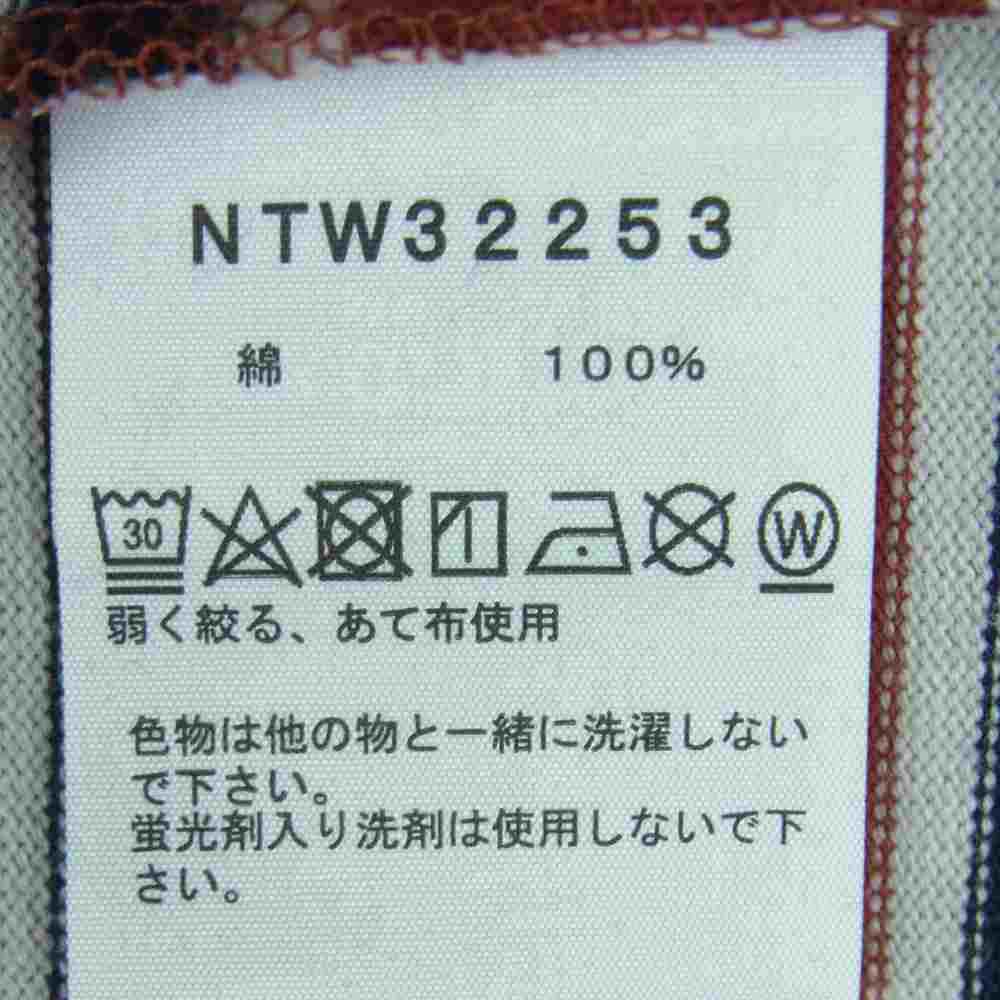 NTW32253
綿 100%
30 W
弱く絞る、あて布使用
色物は他の物と一緒に洗濯しない
で下さい。
蛍光剤入り洗剤は使用しないで下
さい。